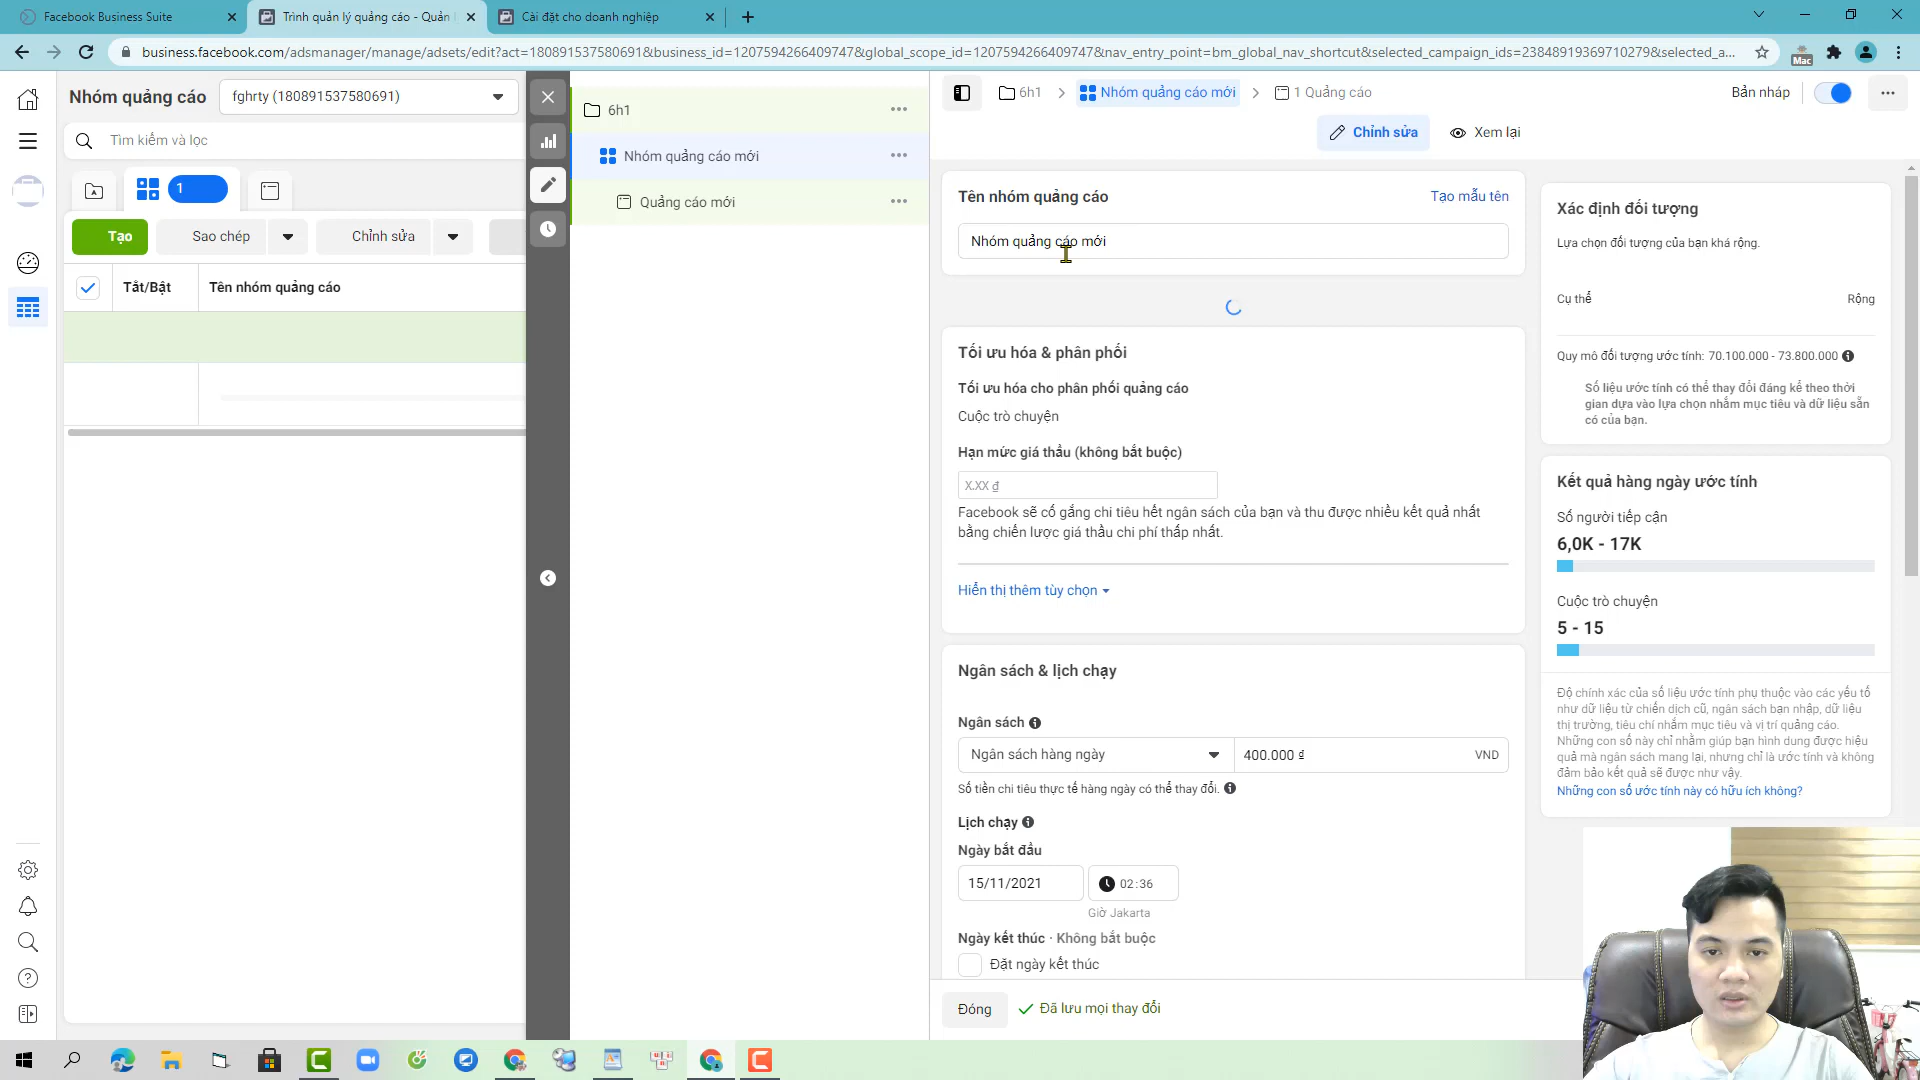 Facebook Business Suite
Trình quản lý quảng cáo - Quản l
Cài đặt cho doanh nghiệp
business.facebook.com/adsmanager/manage/adsets/edit?act=180891537580691&business_id=1207594266409747&global_scope_id=1207594266409747&nav_entry_point=bm_global_nav_shortcut&selected_campaign_ids=23848919369710279&selected_a...
Mac
Nhóm quảng cáo
fghrty (180891537580691)
Tìm kiếm và lọc
1
Tạo
Sao chép
Chỉnh sửa
Tắt/Bật
Tên nhóm quảng cáo
6h1
Nhóm quảng cáo mới
Quảng cáo mới
6h1
Nhóm quảng cáo mới
1 Quảng cáo
Bản nháp
Chỉnh sửa
Xem lại
Tên nhóm quảng cáo
Tạo mẫu tên
Nhóm quảng cáo mới
Tối ưu hóa & phân phối
Tối ưu hóa cho phân phối quảng cáo
Cuộc trò chuyện
Hạn mức giá thầu (không bắt buộc)
X.XX ₫
Facebook sẽ cố gắng chi tiêu hết ngân sách của bạn và thu được nhiều kết quả nhất
bằng chiến lược giá thầu chi phí thấp nhất.
Hiển thị thêm tùy chọn
Ngân sách & lịch chạy
Ngân sách
Ngân sách hàng ngày
400.000 ₫
VND
Số tiền chi tiêu thực tế hàng ngày có thể thay đổi.
Lịch chạy
Ngày bắt đầu
15/11/2021
02:36
Giờ Jakarta
Ngày kết thúc · Không bắt buộc
Đặt ngày kết thúc
Đóng
Đã lưu mọi thay đổi
Xác định đối tượng
Lựa chọn đối tượng của bạn khá rộng.
Cụ thể
Rộng
Quy mô đối tượng ước tính: 70.100.000 - 73.800.000
Số liệu ước tính có thể thay đổi đáng kể theo thời
gian dựa vào lựa chọn nhắm mục tiêu và dữ liệu sẵn
có của bạn.
Kết quả hàng ngày ước tính
Số người tiếp cận
6,0K - 17K
Cuộc trò chuyện
5 - 15
Độ chính xác của số liệu ước tính phụ thuộc vào các yếu tố
như dữ liệu từ chiến dịch cũ, ngân sách bạn nhập, dữ liệu
thị trường, tiêu chí nhắm mục tiêu và vị trí quảng cáo.
Những con số này chỉ nhằm giúp bạn hình dung được hiệu
quả mà ngân sách mang lại, nhưng chỉ là ước tính và không
đảm bảo kết quả sẽ được như vậy.
Những con số ước tính này có hữu ích không?